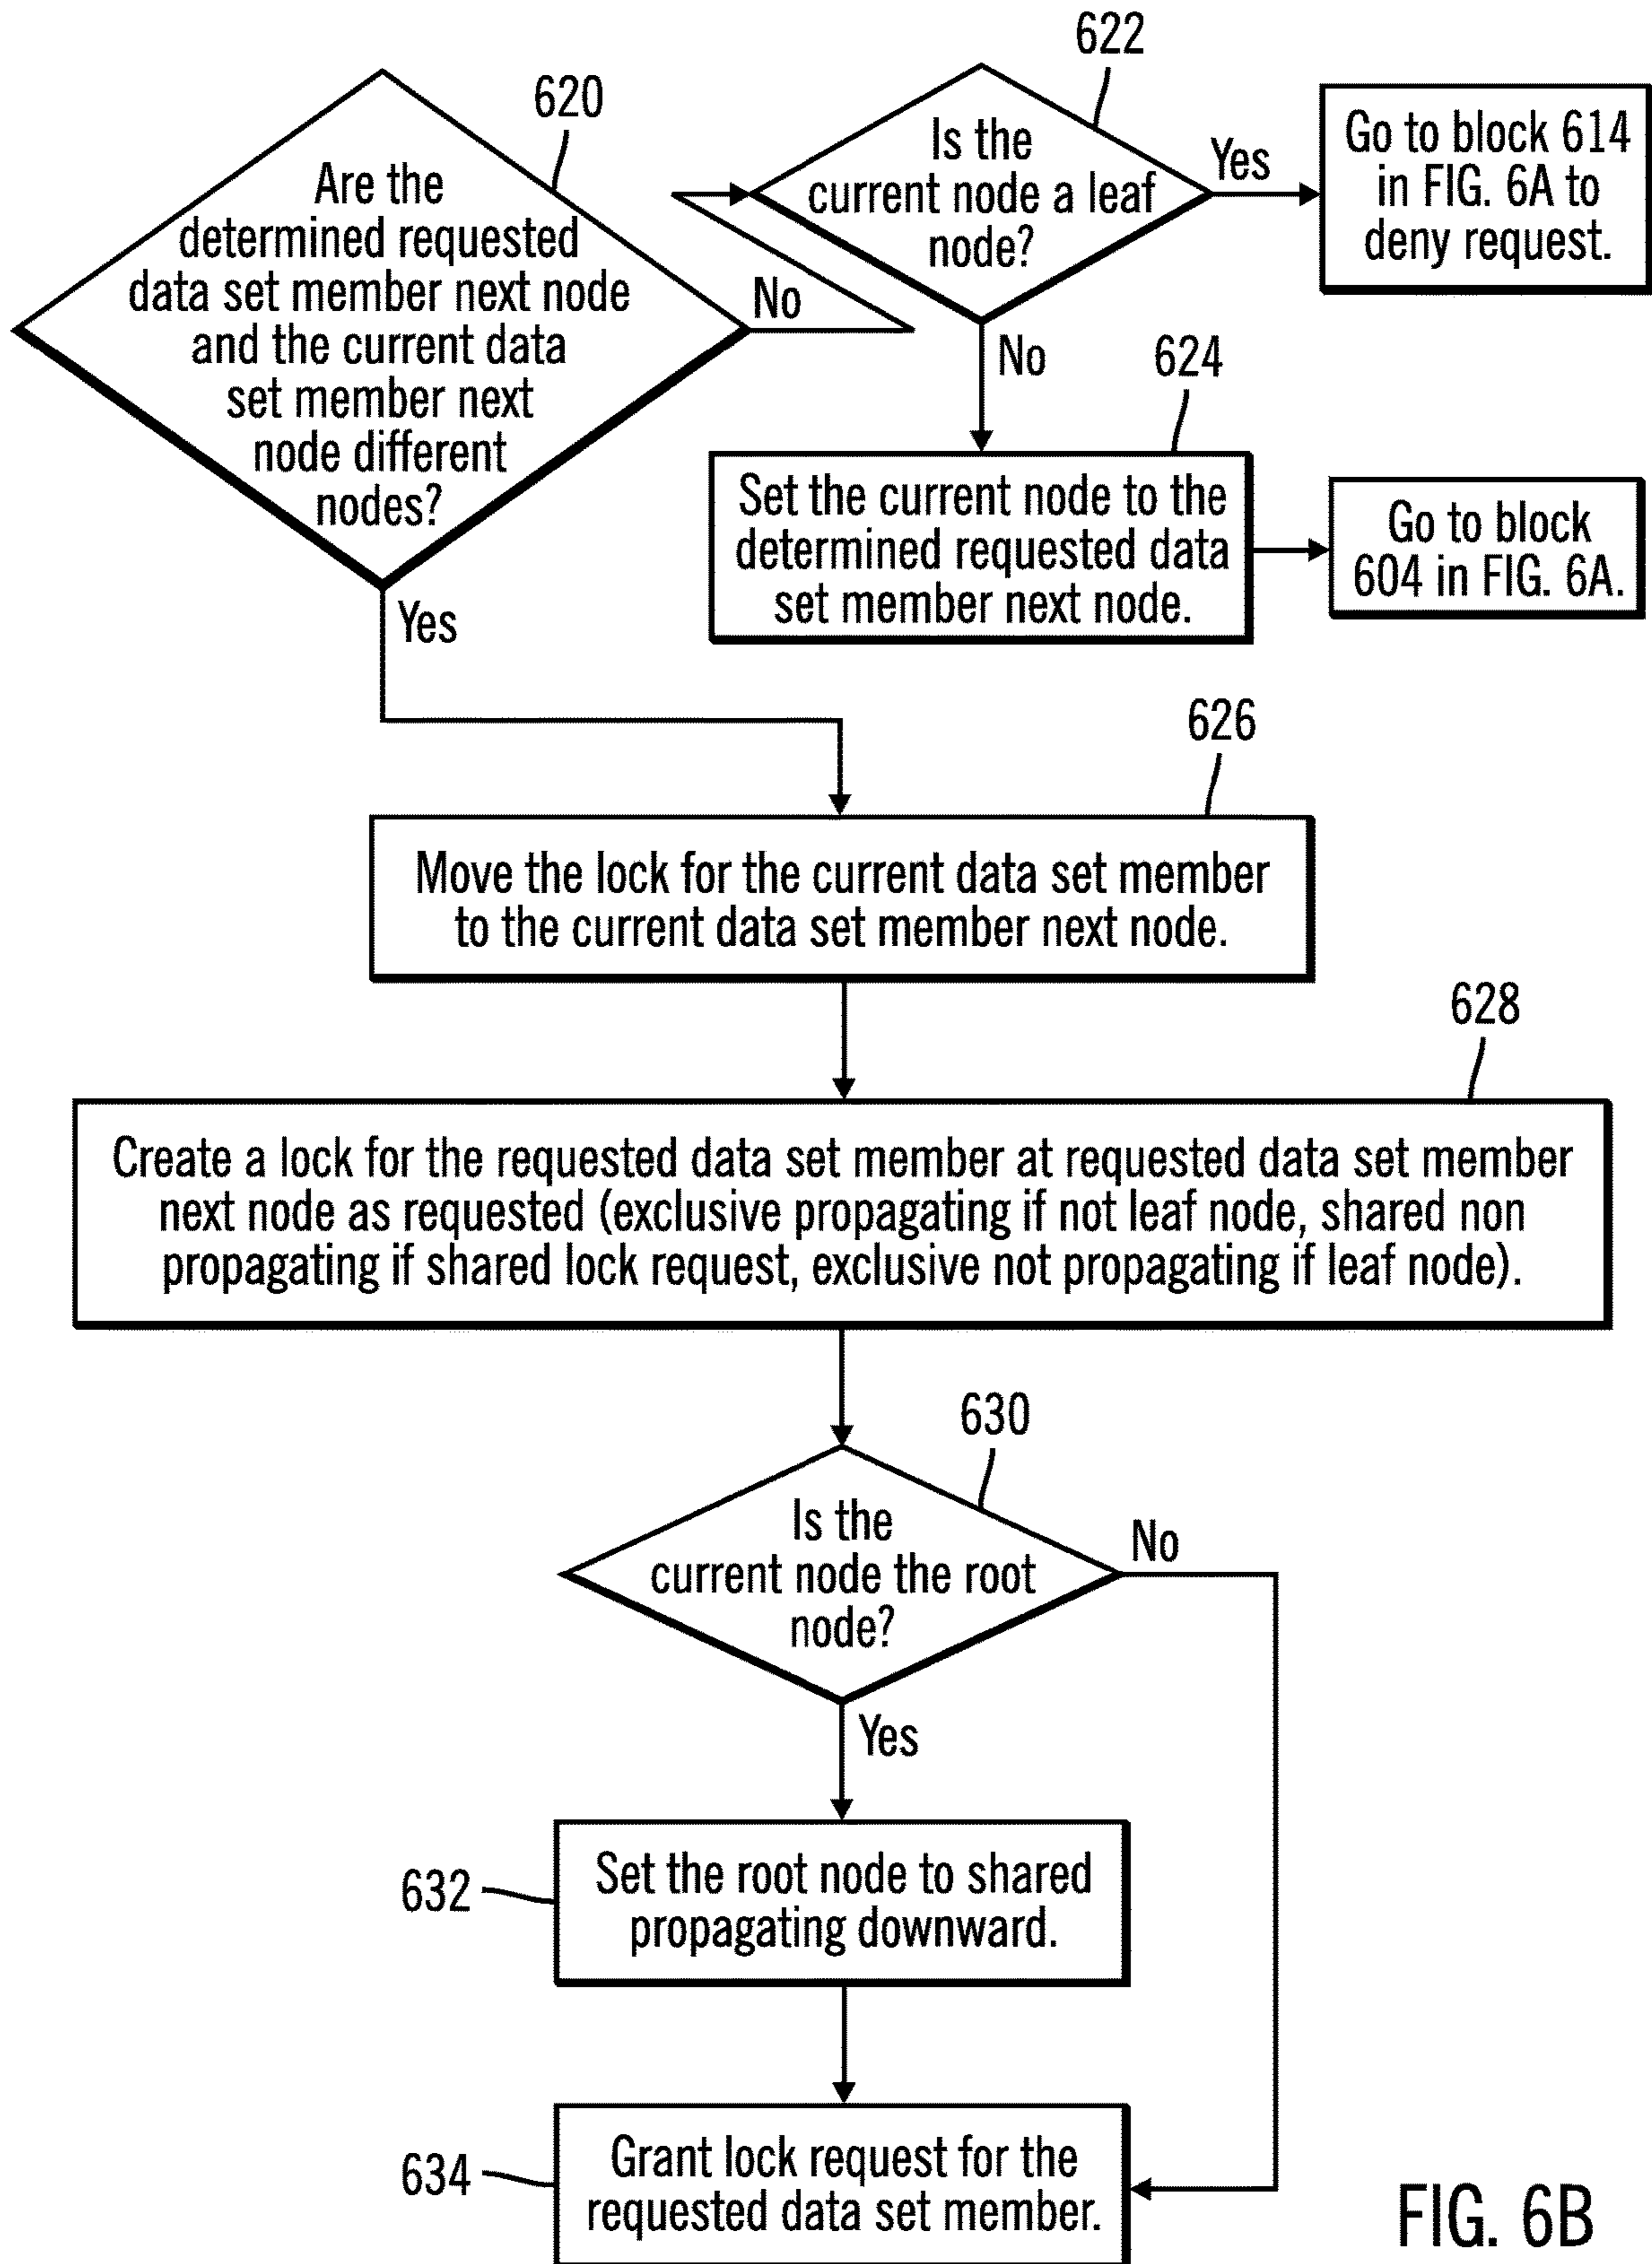 620
Are the
determined requested
data set member next node
and the current data
set member next
node different
nodes?
No
Yes
622
Is the
current node a leaf
node?
Yes
No
Go to block 614
in FIG. 6A to
deny request.
624
Set the current node to the
determined requested data
set member next node.
Go to block
604 in FIG. 6A.
626
Move the lock for the current data set member
to the current data set member next node.
628
Create a lock for the requested data set member at requested data set member
next node as requested (exclusive propagating if not leaf node, shared non
propagating if shared lock request, exclusive not propagating if leaf node).
630
Is the
current node the root
node?
No
Yes
632
Set the root node to shared
propagating downward.
634
Grant lock request for the
requested data set member.
FIG. 6B